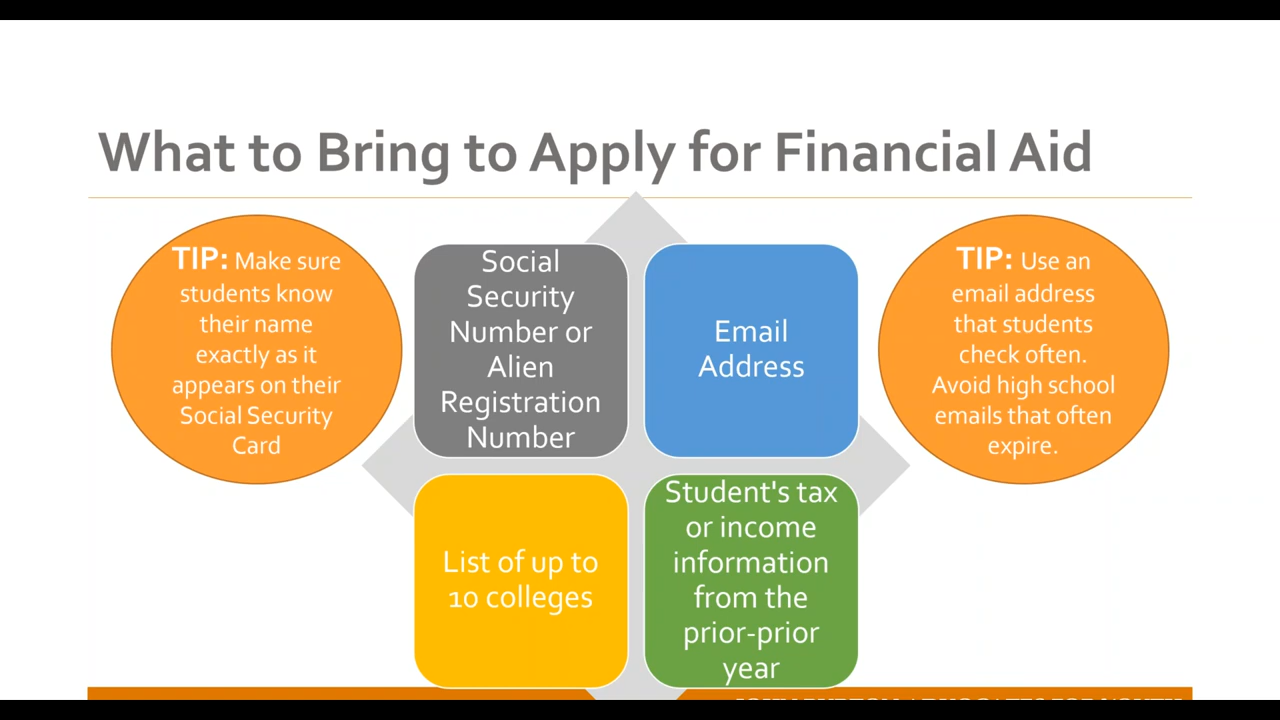 What to Bring to Apply for Financial Aid
TIP: Make sure
students know
their name
exactly as it
appears on their
Social Security
Card
Social
Security
Number or
Alien
Registration
Number
Email
Address
TIP: Use an
email address
that students
check often.
Avoid high school
emails that often
expire.
List of up to
10 colleges
Student's tax
or income
information
from the
prior-prior
year